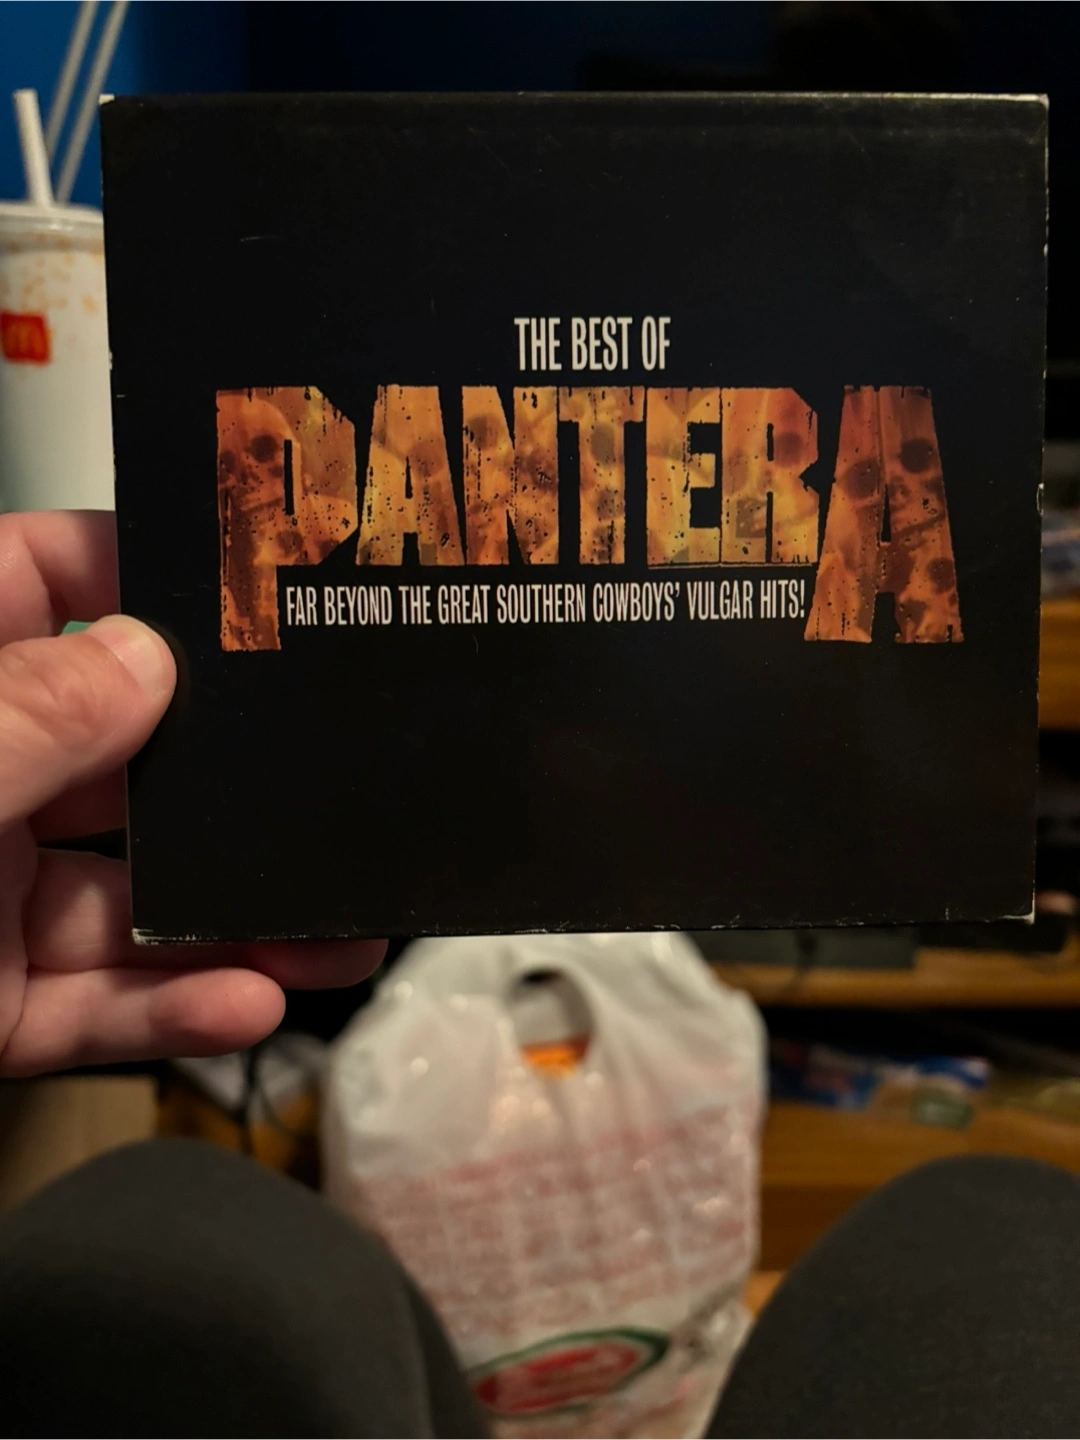 THE BEST OF
PANTERA
FAR BEYOND THE GREAT SOUTHERN COWBOYS' VULGAR HITS!